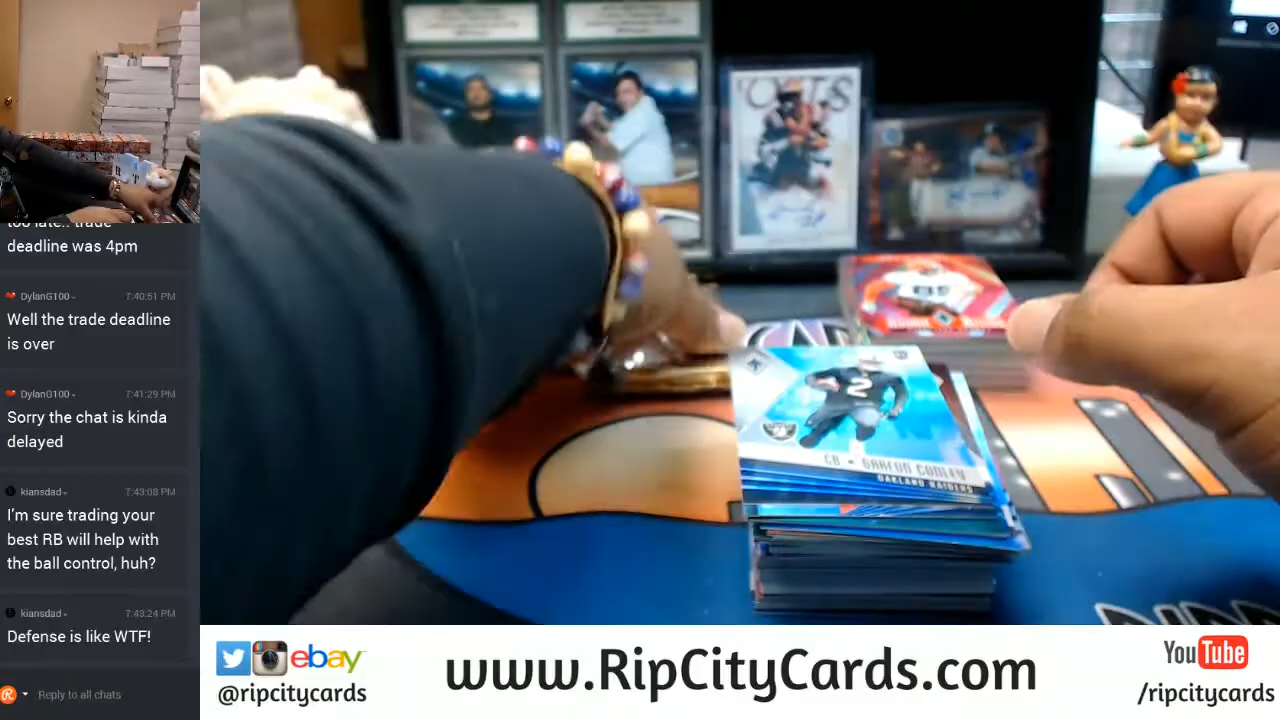 too late.. trade
deadline was 4pm
DylanG100
7:40:51 PM
Well the trade deadline
is over
DylanG100
7:41:29 PM
Sorry the chat is kinda
delayed
kiansdad
7:43:08 PM
I'm sure trading your
best RB will help with
the ball control, huh?
kiansdad
7:43:24 PM
Defense is like WTF!
Reply to all chats
2
CB • GAREON CONLEY
OAKLAND RAIDERS
ebay
@ripcitycards
www.RipCityCards.com
YouTube
/ripcitycards